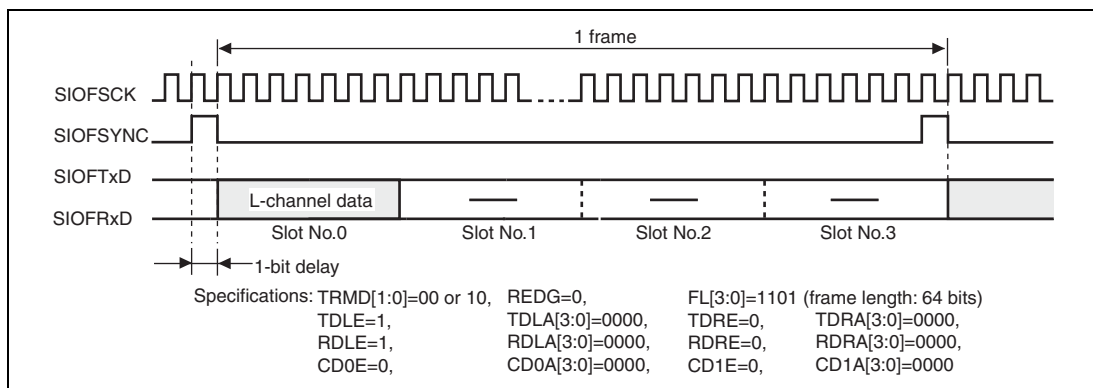 1 frame
SIOFSCK
SIOFSYNC
SIOFTxD
L-channel data
SIOFRxD
Slot No.0 Slot No.1 Slot No.2 Slot No.3
1-bit delay
Specifications: TRMD[1:0]=00 or 10, REDG=0, FL[3:0]=1101 (frame length: 64 bits)
TDLE=1, TDLA[3:0]=0000, TDRE=0, TDRA[3:0]=0000,
RDLE=1, RDLA[3:0]=0000, RDRE=0, RDRA[3:0]=0000,
CD0E=0, CD0A[3:0]=0000, CD1E=0, CD1A[3:0]=0000